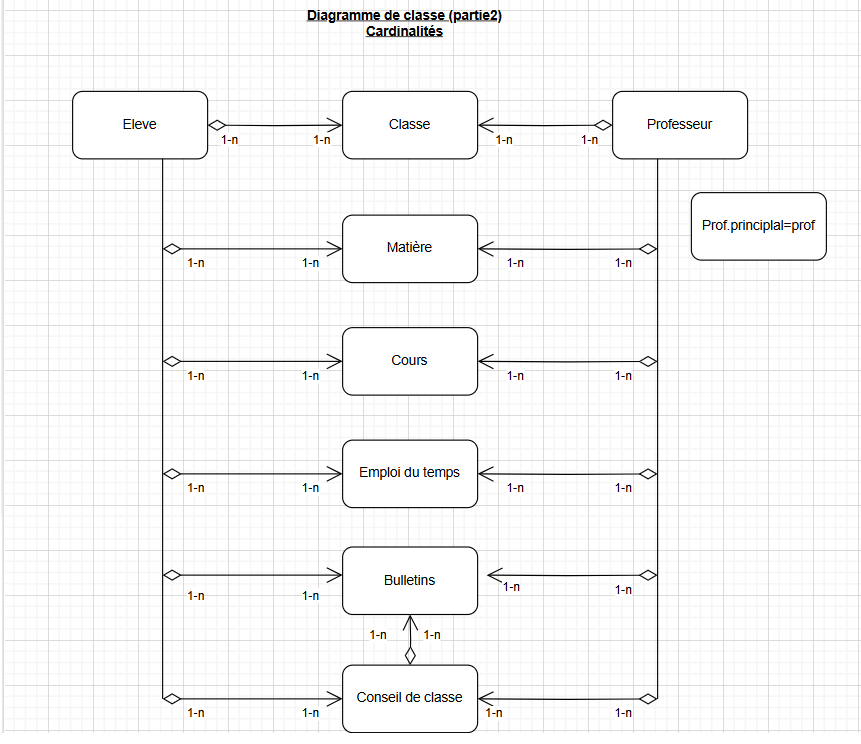 Diagramme de classe (partie2)
Cardinalités
Eleve
Classe
Professeur
1-n
1-n
1-n
1-n
Prof.principlal=prof
Matière
1-n
1-n
1-n
1-n
Cours
1-n
1-n
1-n
1-n
Emploi du temps
1-n
1-n
1-n
1-n
Bulletins
1-n
1-n
1-n
1-n
1-n
1-n
Conseil de classe
1-n
1-n
1-n
1-n